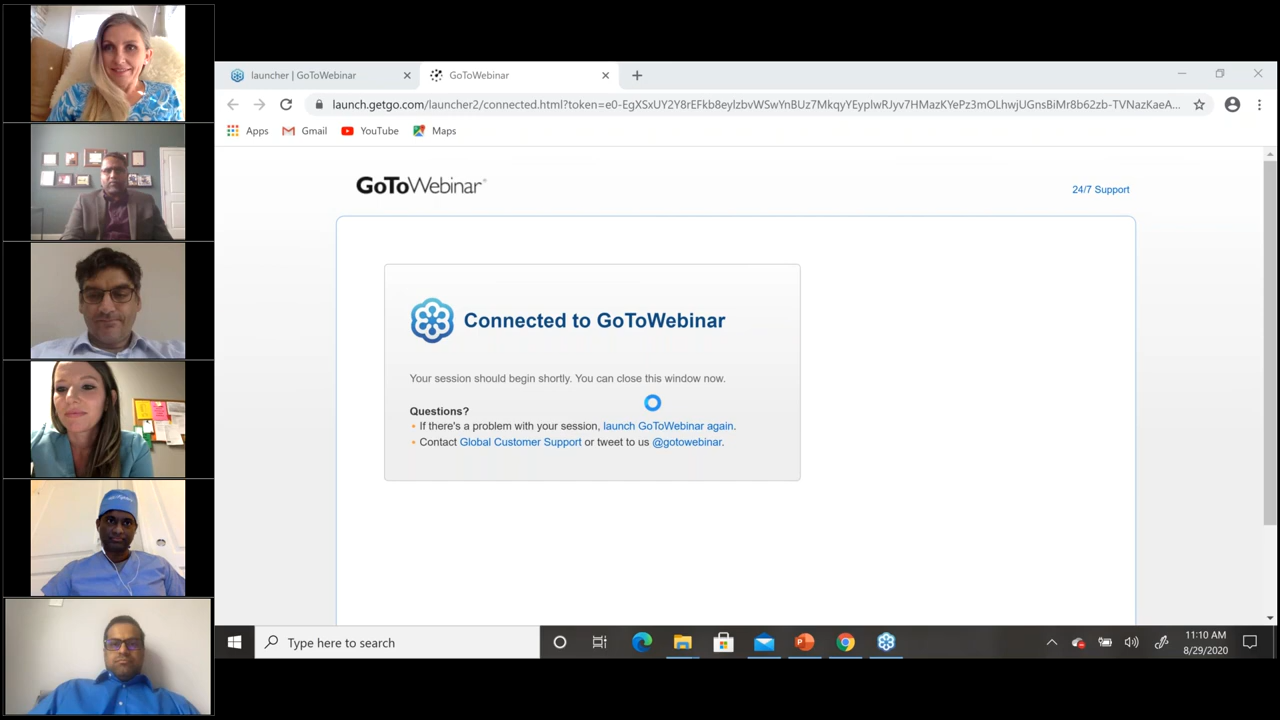 launcher | GoToWebinar
GoToWebinar
launch.getgo.com/launcher2/connected.html?token=e0-EgXSxUY2Y8rEFkb8eylzbvWSwYnBUz7MkqyYEyplwRJyv7HMazKYePz3mOLhwjUGnsBiMr8b62zb-TVNazKaeA...
Apps
Gmail
YouTube
Maps
GoToWebinar
24/7 Support
Connected to GoToWebinar
Your session should begin shortly. You can close this window now.
Questions?
If there's a problem with your session, launch GoToWebinar again.
Contact Global Customer Support or tweet to us @gotowebinar.
Type here to search
11:10 AM
8/29/2020